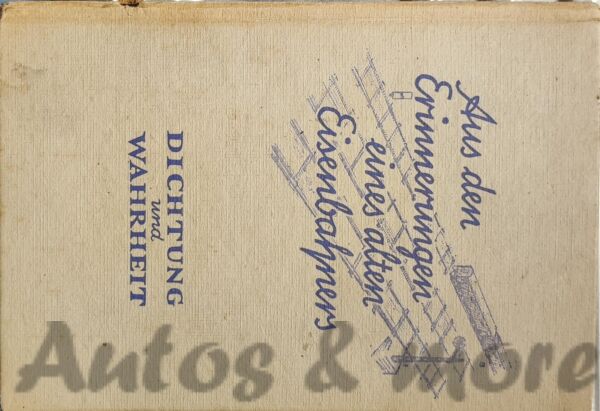 Aus den
Erinnerungen
eines alten
Eisenbahners
DICHTUNG
und
WAHRHEIT
Autos & more